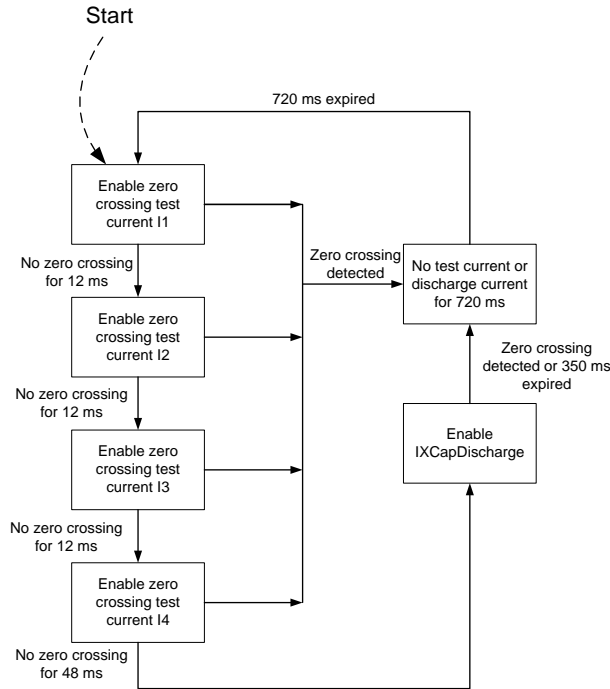 Start
720 ms expired
Enable zero
crossing test
current I1
No zero crossing
for 12 ms
Zero crossing
detected
No test current or
discharge current
for 720 ms
Enable zero
crossing test
current I2
Zero crossing
detected or 350 ms
expired
No zero crossing
for 12 ms
Enable
IXCapDischarge
Enable zero
crossing test
current I3
No zero crossing
for 12 ms
Enable zero
crossing test
current I4
No zero crossing
for 48 ms